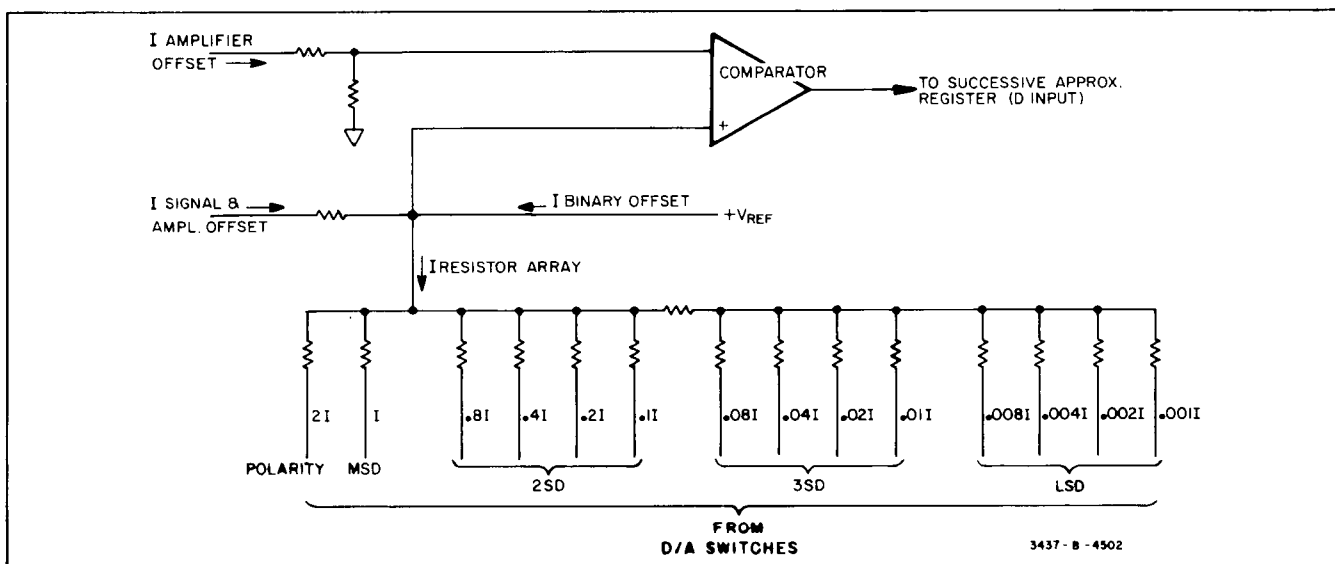 I AMPLIFIER
OFFSET
COMPARATOR
TO SUCCESSIVE APPROX.
REGISTER (D INPUT)
+
I SIGNAL &
AMPL. OFFSET
I BINARY OFFSET
+VREF
I RESISTOR ARRAY
2I
I
.8I
.4I
.2I
.1I
.08I
.04I
.02I
.01I
.008I
.004I
.002I
.001I
POLARITY
MSD
2SD
3SD
LSD
FROM
D/A SWITCHES
3437-B-4502